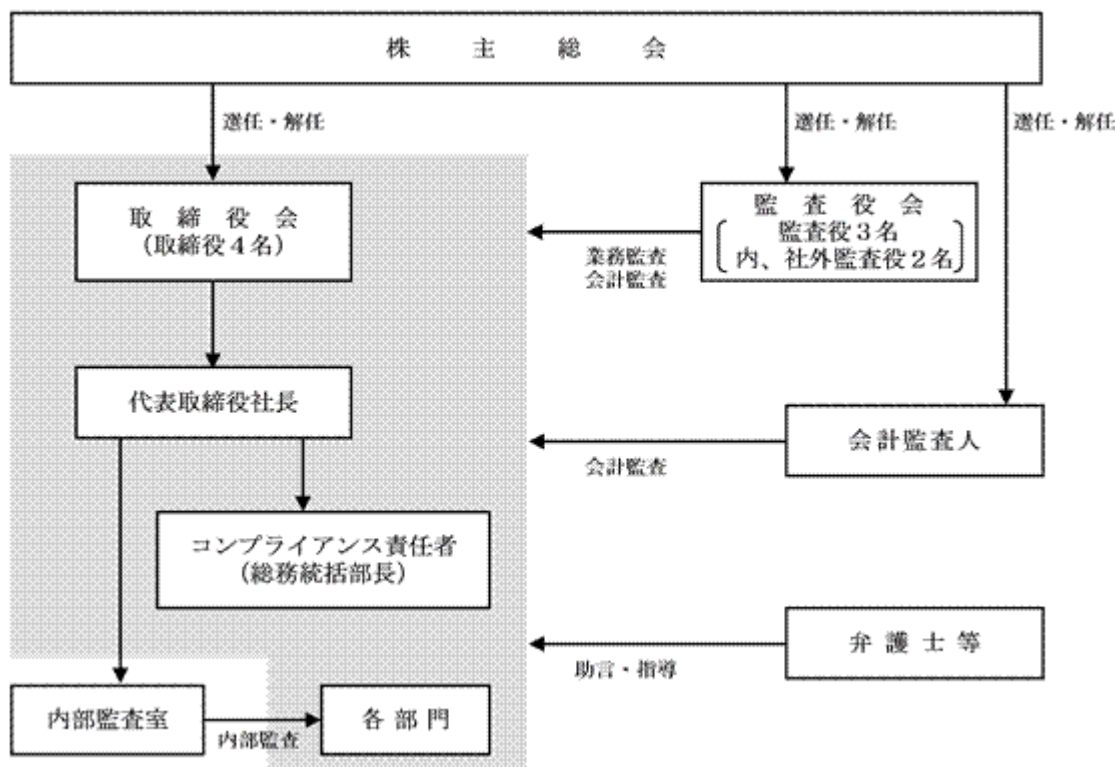 株主総会
選任・解任
選任・解任
選任・解任
取締役会
(取締役4名)
監査役会
監査役3名
内、社外監査役2名
業務監査
会計監査
代表取締役社長
会計監査人
会計監査
コンプライアンス責任者
(総務統括部長)
弁護士等
助言・指導
内部監査室
内部監査
各部門